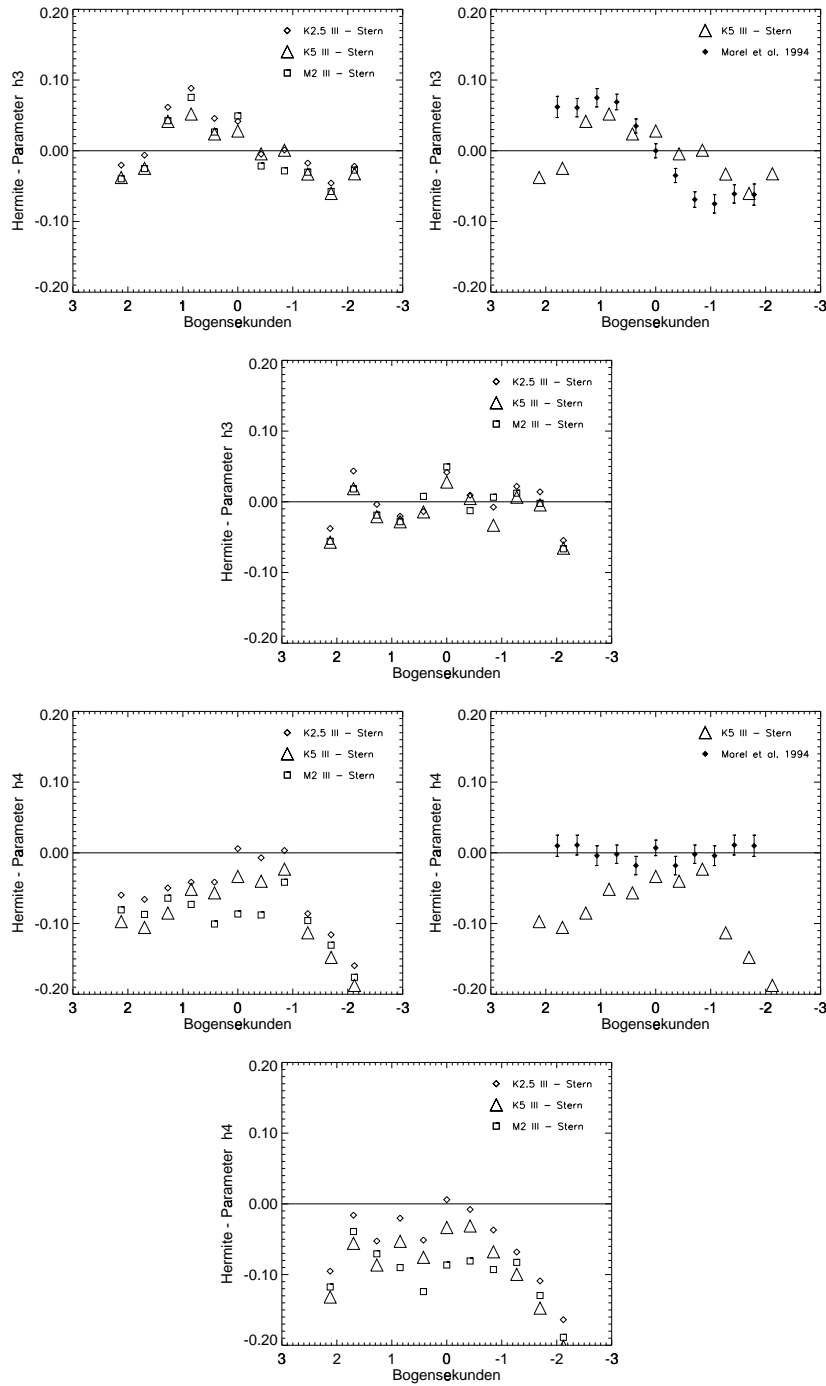 0.20
0.10
0.00
-0.10
-0.20
Hermite - Parameter h3
K2.5 III – Stern
K5 III – Stern
M2 III – Stern
3 2 1 0 -1 -2 -3
Bogensekunden
0.20
0.10
0.00
-0.10
-0.20
Hermite - Parameter h3
K5 III – Stern
Marel et al. 1994
3 2 1 0 -1 -2 -3
Bogensekunden
0.20
0.10
0.00
-0.10
-0.20
Hermite - Parameter h3
K2.5 III – Stern
K5 III – Stern
M2 III – Stern
3 2 1 0 -1 -2 -3
Bogensekunden
0.20
0.10
0.00
-0.10
-0.20
Hermite - Parameter h4
K2.5 III – Stern
K5 III – Stern
M2 III – Stern
3 2 1 0 -1 -2 -3
Bogensekunden
0.20
0.10
0.00
-0.10
-0.20
Hermite - Parameter h4
K5 III – Stern
Marel et al. 1994
3 2 1 0 -1 -2 -3
Bogensekunden
0.20
0.10
0.00
-0.10
-0.20
Hermite - Parameter h4
K2.5 III – Stern
K5 III – Stern
M2 III – Stern
3 2 1 0 -1 -2 -3
Bogensekunden